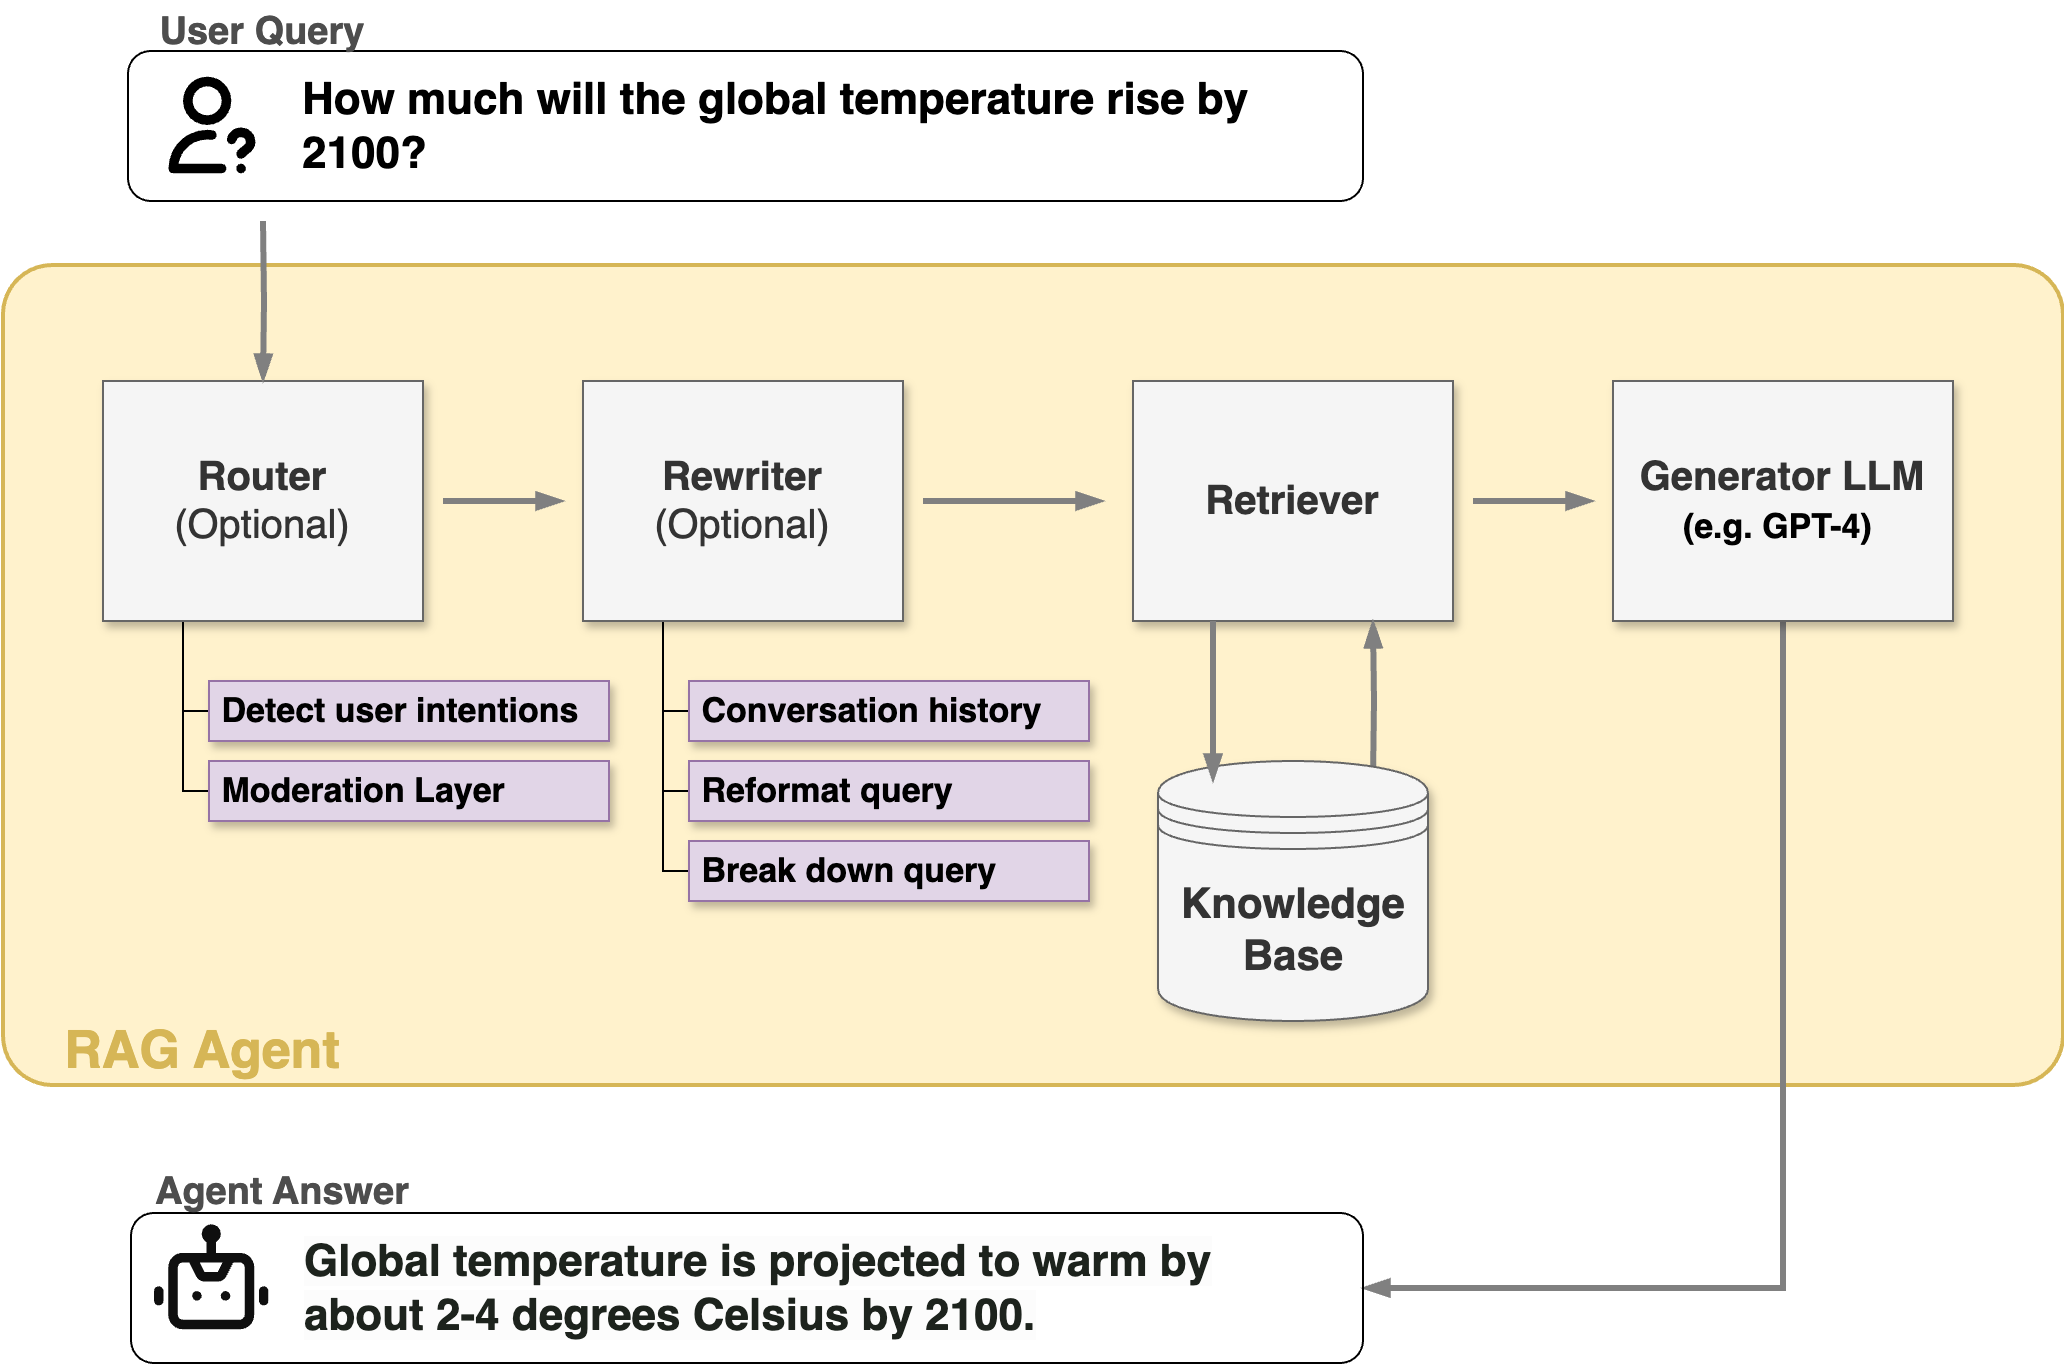 User Query
How much will the global temperature rise by
2100?
Router
(Optional)
Rewriter
(Optional)
Retriever
Generator LLM
(e.g. GPT-4)
Detect user intentions
Moderation Layer
Conversation history
Reformat query
Break down query
Knowledge
Base
RAG Agent
Agent Answer
Global temperature is projected to warm by
about 2-4 degrees Celsius by 2100.